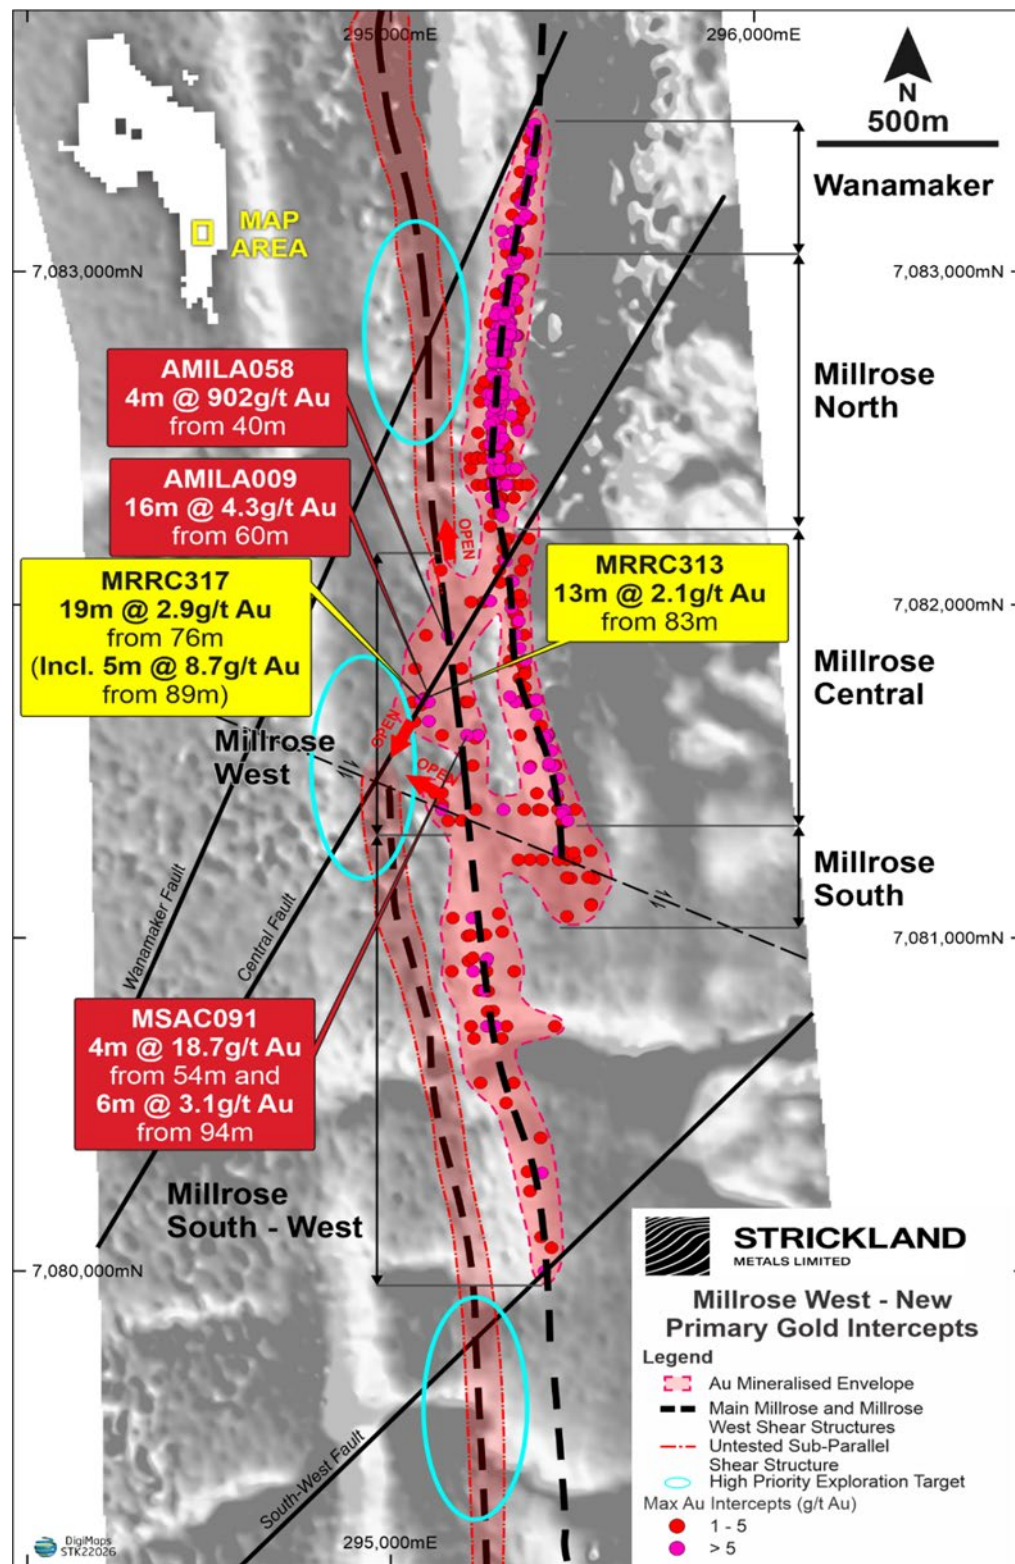 295,000mE
296,000mE
N
500m
Wanamaker
MAP
AREA
7,083,000mN
7,083,000mN
AMILA058
4m @ 902g/t Au
from 40m
Millrose
North
AMILA009
16m @ 4.3g/t Au
from 60m
OPEN
MRRC317
19m @ 2.9g/t Au
from 76m
(Incl. 5m @ 8.7g/t Au
from 89m)
MRRC313
13m @ 2.1g/t Au
from 83m
7,082,000mN
Millrose
Central
OPEN
Millrose
West
OPEN
Millrose
South
Wanamaker Fault
Central Fault
7,081,000mN
MSAC091
4m @ 18.7g/t Au
from 54m and
6m @ 3.1g/t Au
from 94m
Millrose
South - West
7,080,000mN
STRICKLAND
METALS LIMITED
Millrose West - New
Primary Gold Intercepts
Legend
Au Mineralised Envelope
Main Millrose and Millrose
West Shear Structures
Untested Sub-Parallel
Shear Structure
High Priority Exploration Target
Max Au Intercepts (g/t Au)
1 - 5
> 5
South-West Fault
295,000mE
DigiMaps
STK22026